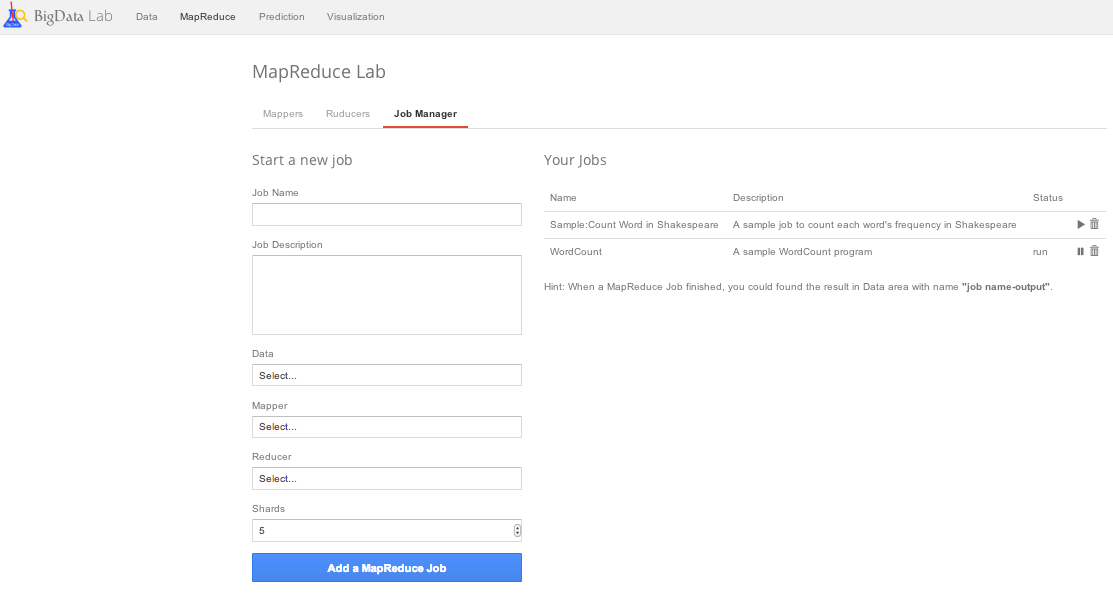 BigData Lab Data MapReduce Prediction Visualization
MapReduce Lab
Mappers Ruducers Job Manager
Start a new job
Job Name
Job Description
Data
Select...
Mapper
Select...
Reducer
Select...
Shards
5
Add a MapReduce Job
Your Jobs
Name Description Status
Sample:Count Word in Shakespeare A sample job to count each word's frequency in Shakespeare
WordCount A sample WordCount program run
Hint: When a MapReduce Job finished, you could found the result in Data area with name "job name-output".